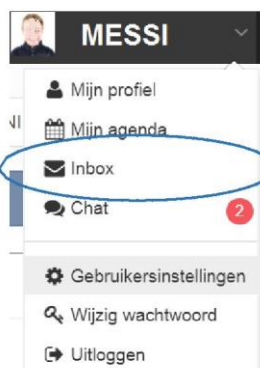 MESSI
Mijn profiel
Mijn agenda
Inbox
Chat
2
Gebruikersinstellingen
Wijzig wachtwoord
Uitloggen